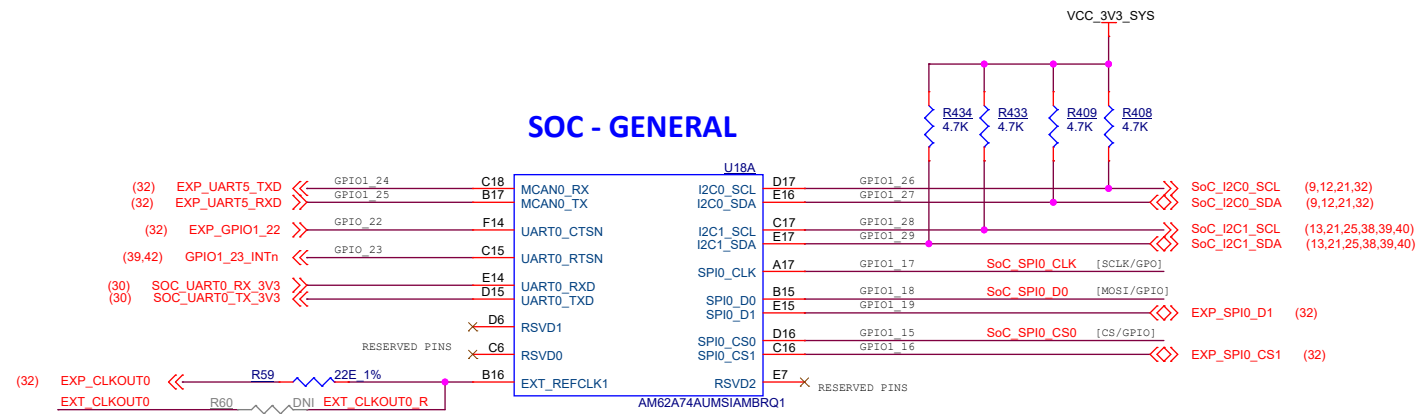 VCC_3V3_SYS
R434 R433 R409 R408
4.7K 4.7K 4.7K 4.7K
SOC - GENERAL
U18A
(32) EXP_UART5_TXD GPIO1_24 C18 MCAN0_RX I2C0_SCL D17 GPIO1_26 SoC_I2C0_SCL (9,12,21,32)
(32) EXP_UART5_RXD GPIO1_25 B17 MCAN0_TX I2C0_SDA E16 GPIO1_27 SoC_I2C0_SDA (9,12,21,32)
(32) EXP_GPIO1_22 GPIO_22 F14 UART0_CTSN I2C1_SCL C17 GPIO1_28 SoC_I2C1_SCL (13,21,25,38,39,40)
I2C1_SDA E17 GPIO1_29 SoC_I2C1_SDA (13,21,25,38,39,40)
(39,42) GPIO1_23_INTn GPIO_23 C15 UART0_RTSN SPI0_CLK A17 GPIO1_17 SoC_SPI0_CLK [SCLK/GPO]
(30) SOC_UART0_RX_3V3 E14 UART0_RXD
(30) SOC_UART0_TX_3V3 D15 UART0_TXD SPI0_D0 B15 GPIO1_18 SoC_SPI0_D0 [MOSI/GPIO]
SPI0_D1 E15 GPIO1_19 EXP_SPI0_D1 (32)
D6 RSVD1
SPI0_CS0 D16 GPIO1_15 SoC_SPI0_CS0 [CS/GPIO]
RESERVED PINS C6 RSVD0 SPI0_CS1 C16 GPIO1_16 EXP_SPI0_CS1 (32)
(32) EXP_CLKOUT0 R59 22E_1% B16 EXT_REFCLK1 RSVD2 E7 RESERVED PINS
EXT_CLKOUT0 R60 DNI EXT_CLKOUT0_R AM62A74AUMSIAMBRQ1